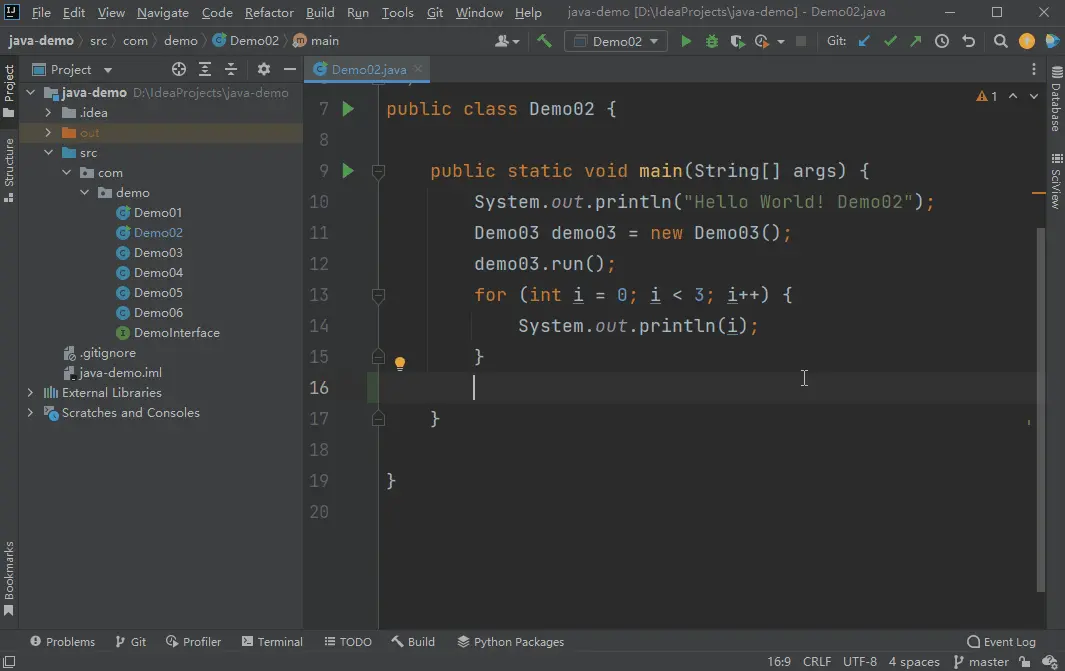 File Edit View Navigate Code Refactor Build Run Tools Git Window Help java-demo [D:\IdeaProjects\java-demo] - Demo02.java
java-demo src com demo Demo02 main Demo02 Git:
Project
Demo02.java
java-demo D:\IdeaProjects\java-demo
.idea
out
src
com
demo
Demo01
Demo02
Demo03
Demo04
Demo05
Demo06
DemoInterface
.gitignore
java-demo.iml
External Libraries
Scratches and Consoles
Project
Structure
Bookmarks
1
7 public class Demo02 {
8
9 public static void main(String[] args) {
10 System.out.println("Hello World! Demo02");
11 Demo03 demo03 = new Demo03();
12 demo03.run();
13 for (int i = 0; i < 3; i++) {
14 System.out.println(i);
15 }
16
17 }
18
19 }
20
Database
SciView
Problems Git Profiler Terminal TODO Build Python Packages Event Log
16:9 CRLF UTF-8 4 spaces master